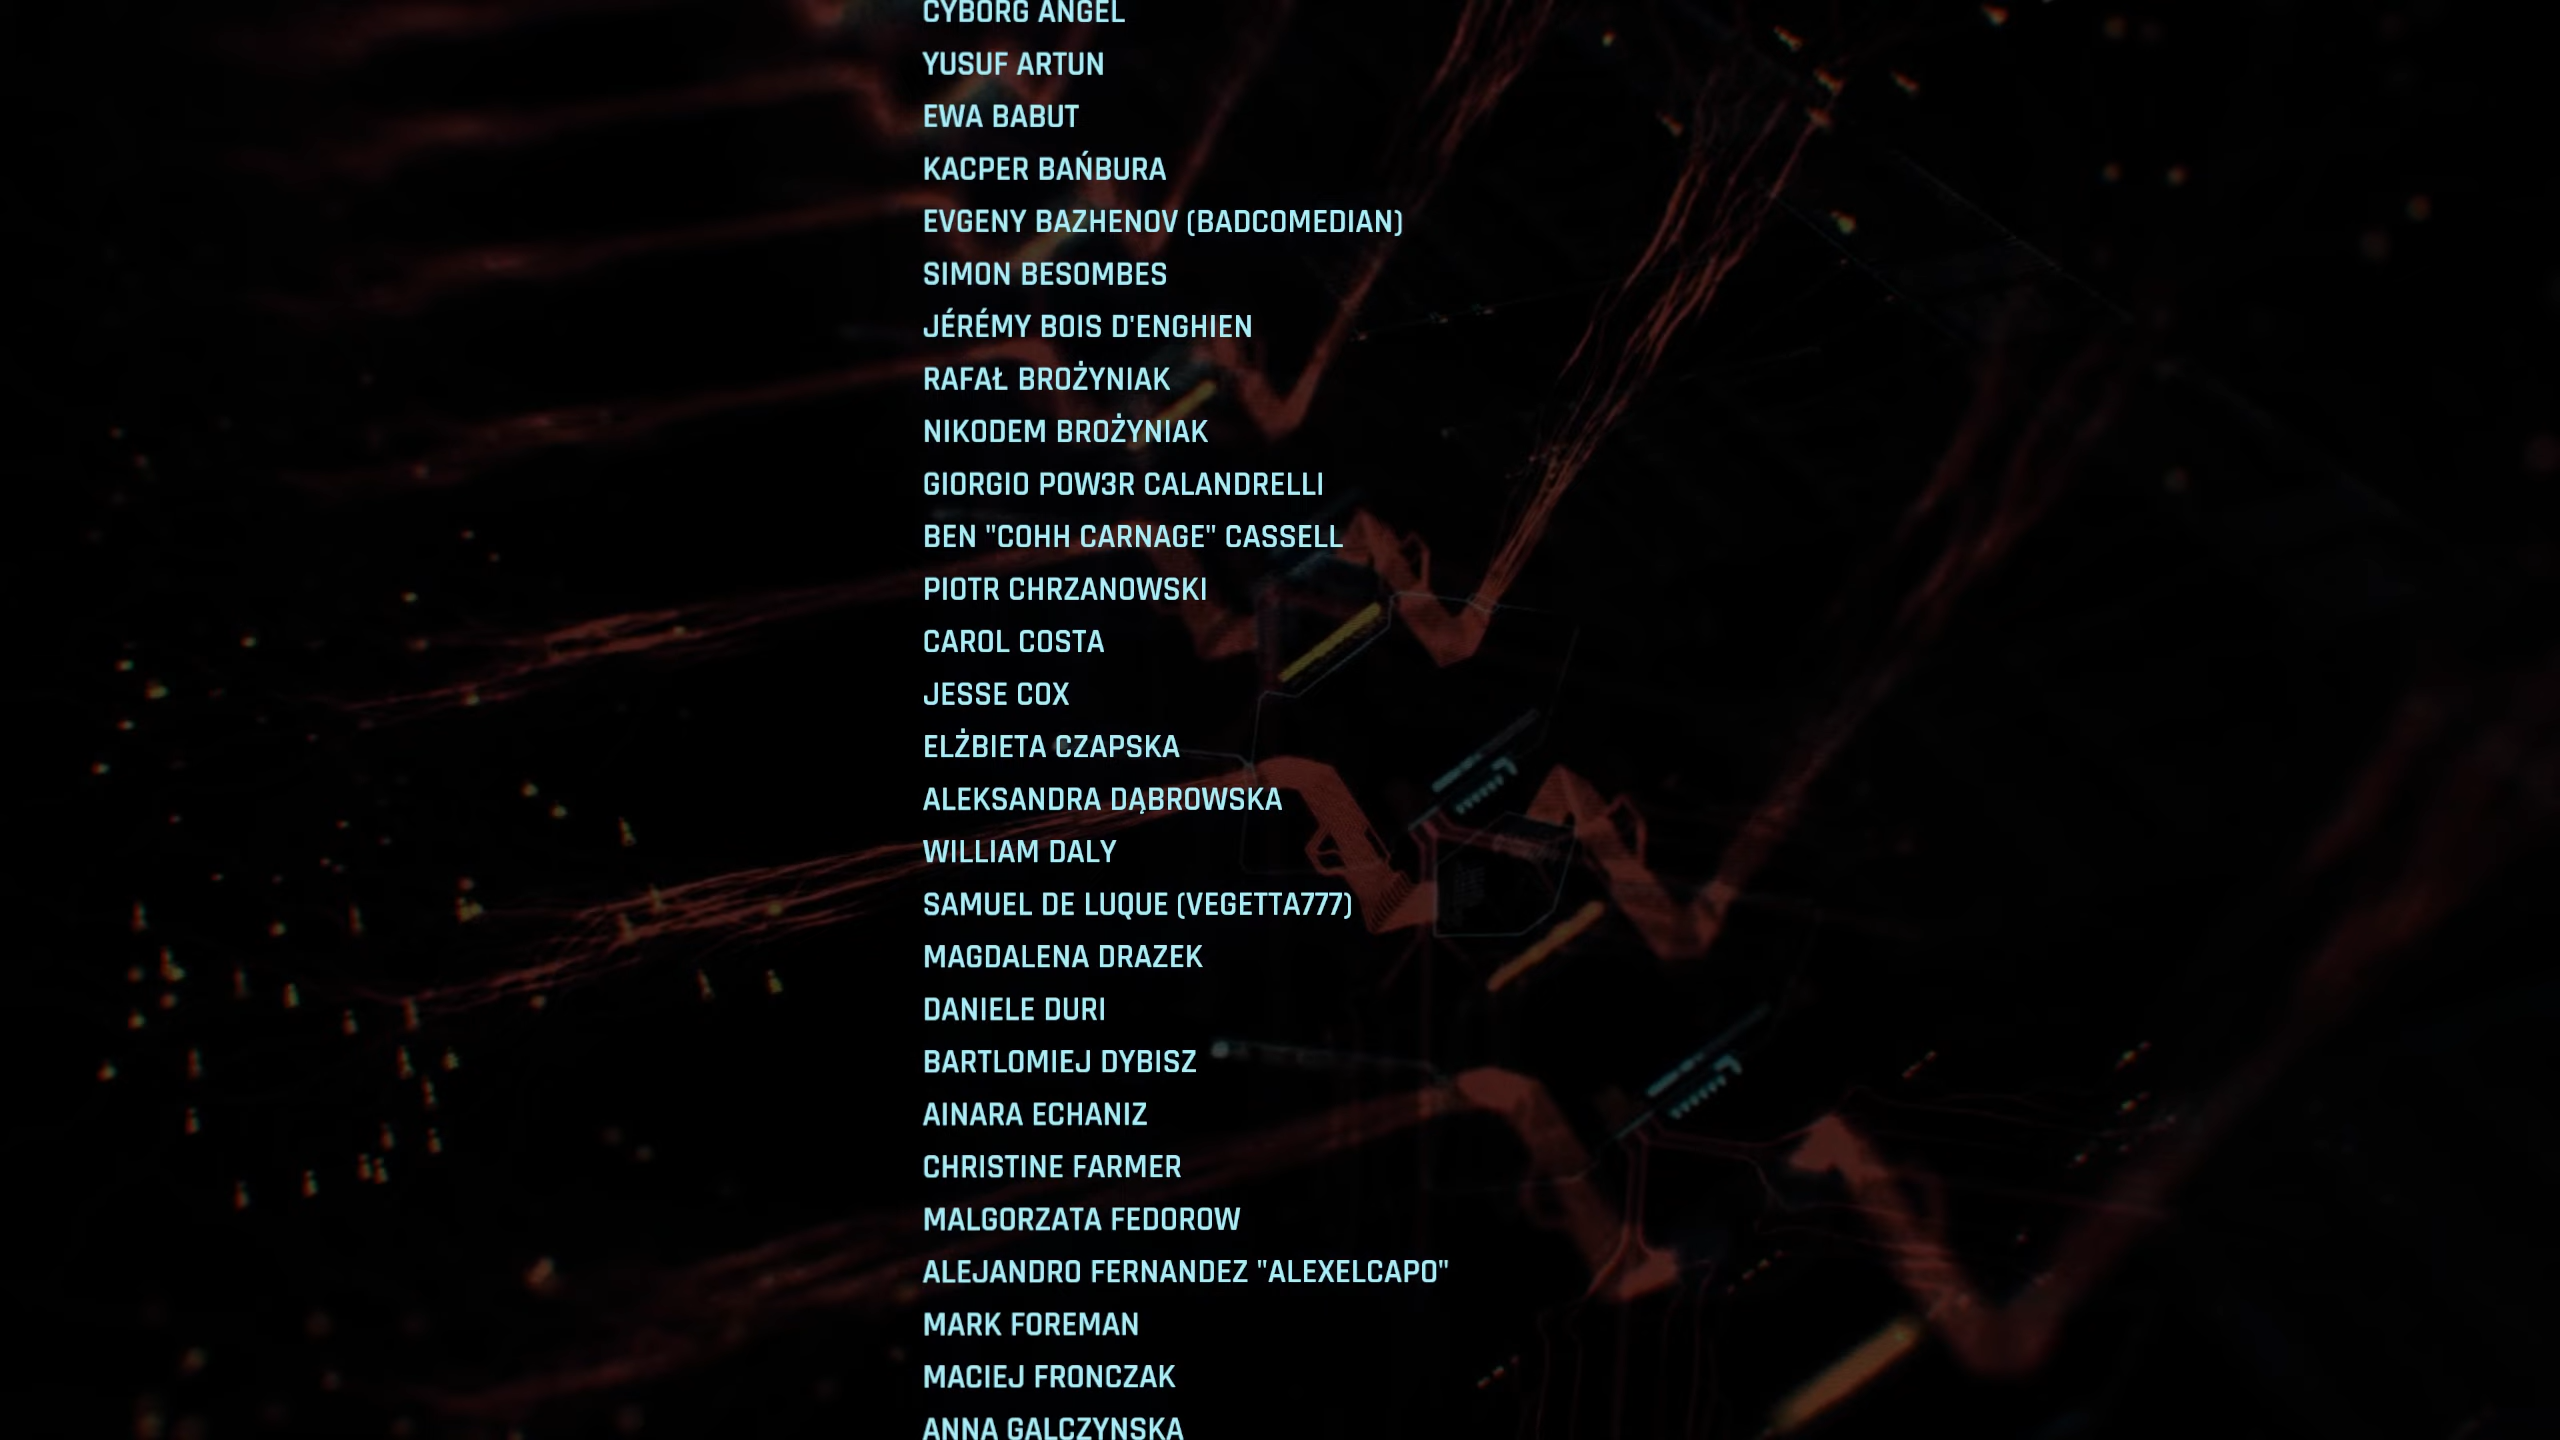 CYBORG ANGEL
YUSUF ARTUN
EWA BABUT
KACPER BAŃBURA
EVGENY BAZHENOV (BADCOMEDIAN)
SIMON BESOMBES
JÉRÉMY BOIS D'ENGHIEN
RAFAŁ BROŻYNIAK
NIKODEM BROŻYNIAK
GIORGIO POW3R CALANDRELLI
BEN "COHH CARNAGE" CASSELL
PIOTR CHRZANOWSKI
CAROL COSTA
JESSE COX
ELŻBIETA CZAPSKA
ALEKSANDRA DĄBROWSKA
WILLIAM DALY
SAMUEL DE LUQUE (VEGETTA777)
MAGDALENA DRAZEK
DANIELE DURI
BARTLOMIEJ DYBISZ
AINARA ECHANIZ
CHRISTINE FARMER
MALGORZATA FEDOROW
ALEJANDRO FERNANDEZ "ALEXELCAPO"
MARK FOREMAN
MACIEJ FRONCZAK
ANNA GALCZYNSKA